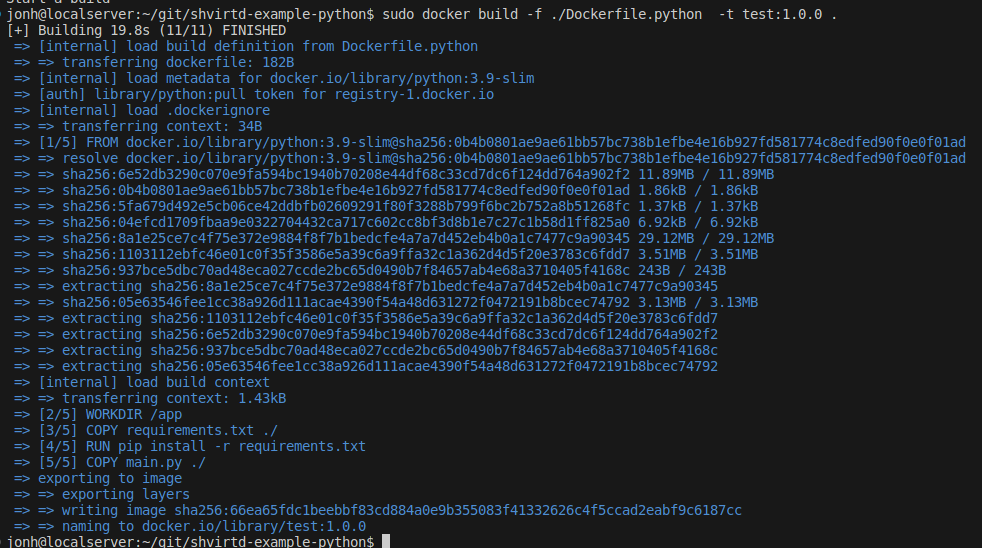 Start a build
jonh@localserver:~/git/shvirtd-example-python$ sudo docker build -f ./Dockerfile.python  -t test:1.0.0 .
[+] Building 19.8s (11/11) FINISHED
 => [internal] load build definition from Dockerfile.python
 => => transferring dockerfile: 182B
 => [internal] load metadata for docker.io/library/python:3.9-slim
 => [auth] library/python:pull token for registry-1.docker.io
 => [internal] load .dockerignore
 => => transferring context: 34B
 => [1/5] FROM docker.io/library/python:3.9-slim@sha256:0b4b0801ae9ae61bb57bc738b1efbe4e16b927fd581774c8edfed90f0e0f01ad
 => => resolve docker.io/library/python:3.9-slim@sha256:0b4b0801ae9ae61bb57bc738b1efbe4e16b927fd581774c8edfed90f0e0f01ad
 => => sha256:6e52db3290c070e9fa594bc1940b70208e44df68c33cd7dc6f124dd764a902f2 11.89MB / 11.89MB
 => => sha256:0b4b0801ae9ae61bb57bc738b1efbe4e16b927fd581774c8edfed90f0e0f01ad 1.86kB / 1.86kB
 => => sha256:5fa679d492e5cb06ce42ddbfb02609291f80f3288b799f6bc2b752a8b51268fc 1.37kB / 1.37kB
 => => sha256:04efcd1709fbaa9e0322704432ca717c602cc8bf3d8b1e7c27c1b58d1ff825a0 6.92kB / 6.92kB
 => => sha256:8a1e25ce7c4f75e372e9884f8f7b1bedcfe4a7a7d452eb4b0a1c7477c9a90345 29.12MB / 29.12MB
 => => sha256:1103112ebfc46e01c0f35f3586e5a39c6a9ffa32c1a362d4d5f20e3783c6fdd7 3.51MB / 3.51MB
 => => sha256:937bce5dbc70ad48eca027ccde2bc65d0490b7f84657ab4e68a3710405f4168c 243B / 243B
 => => extracting sha256:8a1e25ce7c4f75e372e9884f8f7b1bedcfe4a7a7d452eb4b0a1c7477c9a90345
 => => sha256:05e63546fee1cc38a926d111acae4390f54a48d631272f0472191b8bcec74792 3.13MB / 3.13MB
 => => extracting sha256:1103112ebfc46e01c0f35f3586e5a39c6a9ffa32c1a362d4d5f20e3783c6fdd7
 => => extracting sha256:6e52db3290c070e9fa594bc1940b70208e44df68c33cd7dc6f124dd764a902f2
 => => extracting sha256:937bce5dbc70ad48eca027ccde2bc65d0490b7f84657ab4e68a3710405f4168c
 => => extracting sha256:05e63546fee1cc38a926d111acae4390f54a48d631272f0472191b8bcec74792
 => [internal] load build context
 => => transferring context: 1.43kB
 => [2/5] WORKDIR /app
 => [3/5] COPY requirements.txt ./
 => [4/5] RUN pip install -r requirements.txt
 => [5/5] COPY main.py ./
 => exporting to image
 => => exporting layers
 => => writing image sha256:66ea65fdc1beebbf83cd884a0e9b355083f41332626c4f5ccad2eabf9c6187cc
 => => naming to docker.io/library/test:1.0.0
jonh@localserver:~/git/shvirtd-example-python$